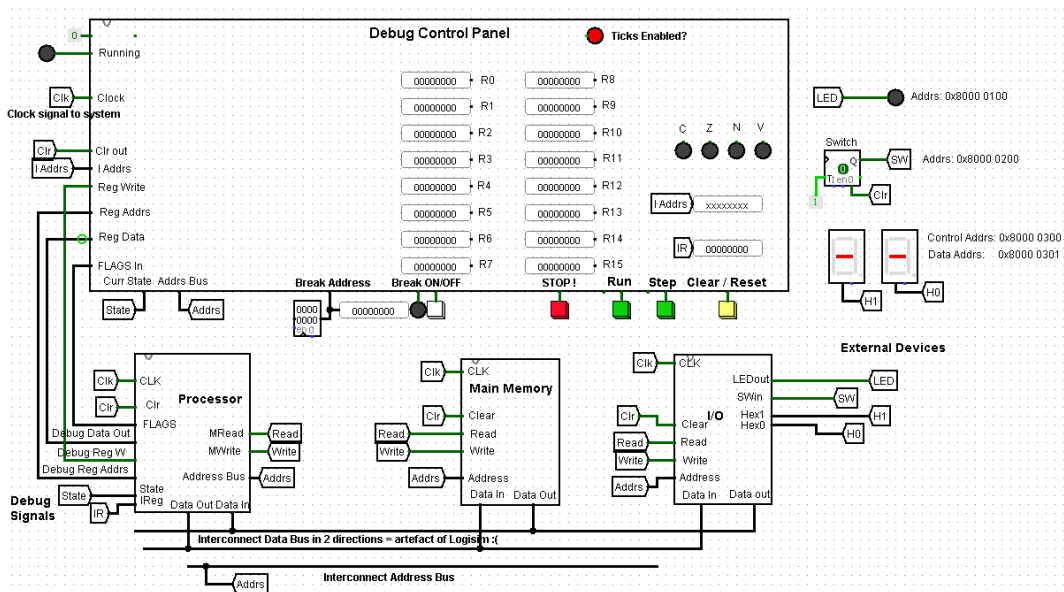 Debug Control Panel
Ticks Enabled?
0
Running
Clk
Clock
Clock signal to system
Clr
Clr out
I Addrs
I Addrs
Reg Write
Reg Addrs
Reg Data
FLAGS In
Curr State
Addrs Bus
State
Addrs
00000000 R0
00000000 R1
00000000 R2
00000000 R3
00000000 R4
00000000 R5
00000000 R6
00000000 R7
00000000 R8
00000000 R9
00000000 R10
00000000 R11
00000000 R12
00000000 R13
00000000 R14
00000000 R15
C Z N V
I Addrs xxxxxxxx
IR 00000000
Break Address
Break ON/OFF
STOP !
Run
Step
Clear / Reset
0000
0000
1en0
00000000
LED
Addrs: 0x8000 0100
Switch
Q
SW
Addrs: 0x8000 0200
0
T1en0
1
Clr
Control Addrs: 0x8000 0300
Data Addrs: 0x8000 0301
H1
H0
External Devices
Clk
CLK
Clr
Clr
Processor
FLAGS
Debug Data Out
MRead
Read
Debug Reg W
MWrite
Write
Debug Reg Addrs
Address Bus
Addrs
Debug
Signals
State
State
IR
IReg
Data Out
Data In
Clk
CLK
Main Memory
Clr
Clear
Read
Read
Write
Write
Addrs
Address
Data In
Data Out
Clk
CLK
LEDout
LED
SWin
SW
I/O
Clr
Clear
Hex1
H1
Hex0
H0
Read
Read
Write
Write
Addrs
Address
Data In
Data out
Interconnect Data Bus in 2 directions = artefact of Logisim :(
Interconnect Address Bus
Addrs